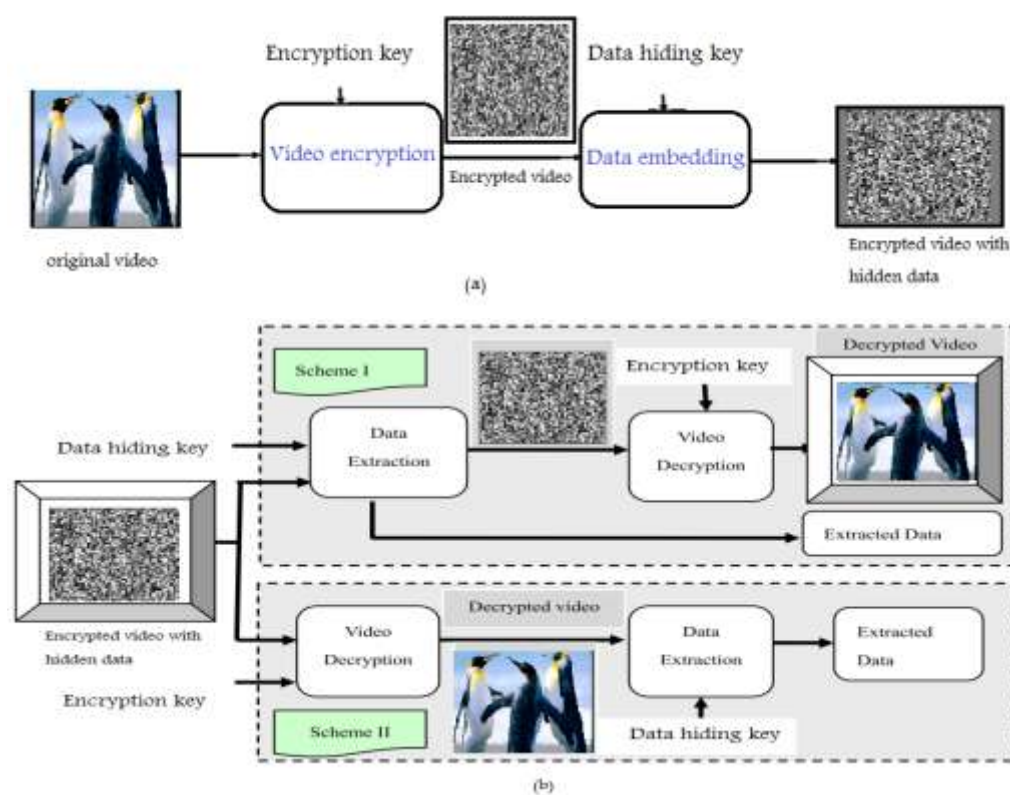 Encryption key
Data hiding key
Video encryption
Encrypted video
Data embedding
original video
Encrypted video with
hidden data
(a)
Scheme I
Data hiding key
Data
Extraction
Encryption key
Video
Decryption
Decrypted Video
Extracted Data
Encrypted video with
hidden data
Encryption key
Video
Decryption
Decrypted video
Data
Extraction
Extracted
Data
Scheme II
Data hiding key
(b)